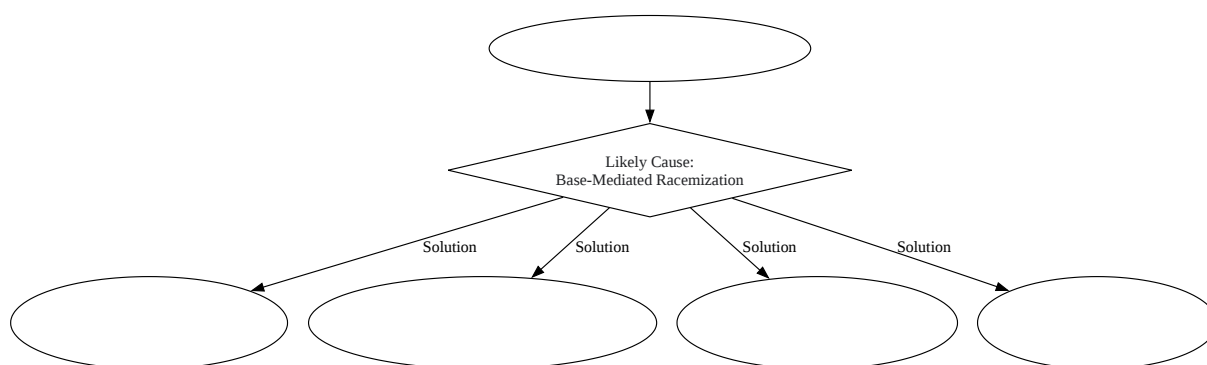 Likely Cause:
Base-Mediated Racemization
Solution
Solution
Solution
Solution